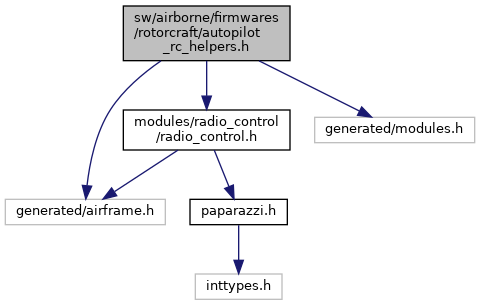 sw/airborne/firmwares
/rotorcraft/autopilot
_rc_helpers.h
modules/radio_control
/radio_control.h
generated/modules.h
generated/airframe.h
paparazzi.h
inttypes.h